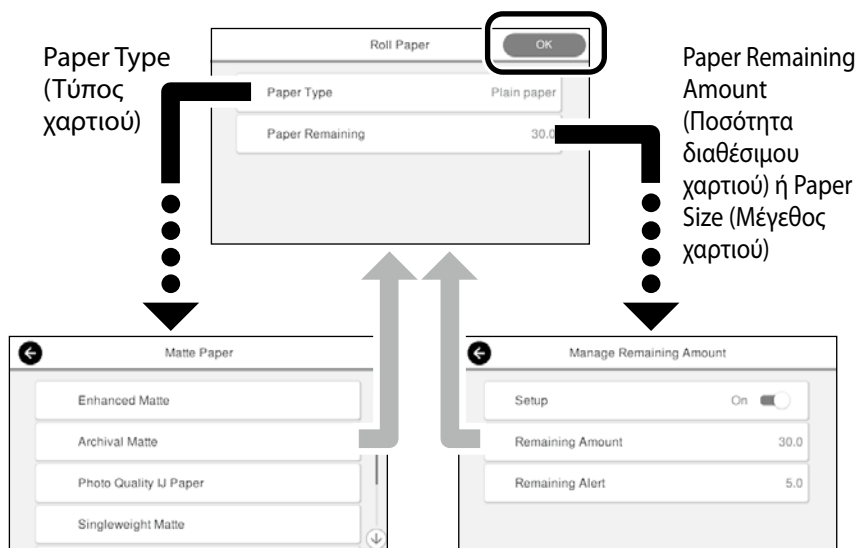 Paper Type
(Τύπος
χαρτιού)
Roll Paper
OK
Paper Type Plain paper
Paper Remaining 30.0
Paper Remaining
Amount
(Ποσότητα
διαθέσιμου
χαρτιού) ή Paper
Size (Μέγεθος
χαρτιού)
Matte Paper
Enhanced Matte
Archival Matte
Photo Quality IJ Paper
Singleweight Matte
Manage Remaining Amount
Setup On
Remaining Amount 30.0
Remaining Alert 5.0